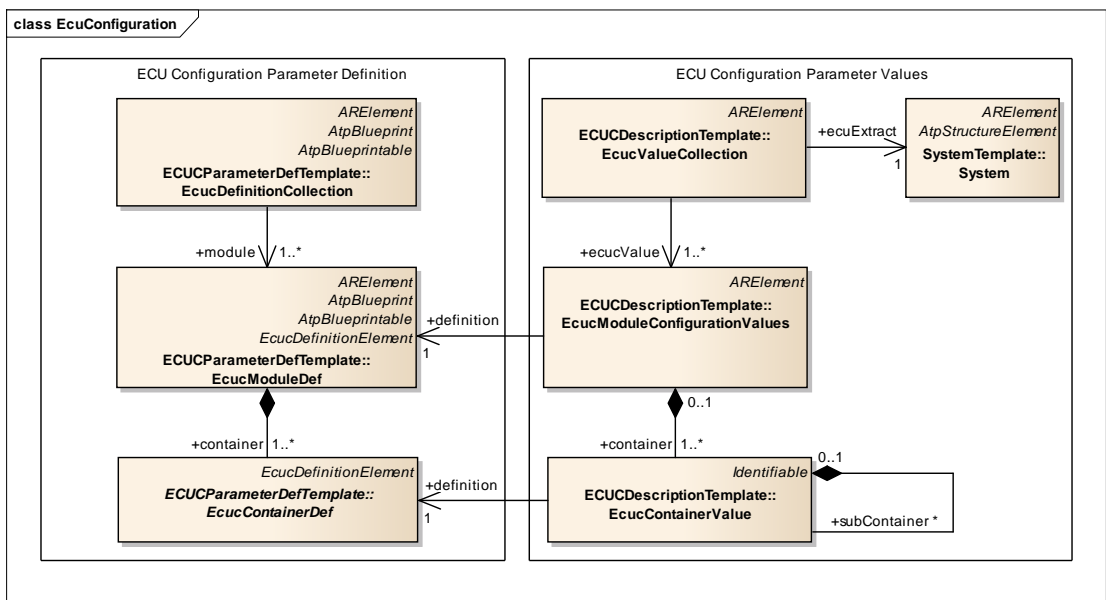 class EcuConfiguration
ECU Configuration Parameter Definition
ARElement
AtpBlueprint
AtpBlueprintable
ECUCParameterDefTemplate::
EcucDefinitionCollection
+module 1..*
ARElement
AtpBlueprint
AtpBlueprintable
EcucDefinitionElement
ECUCParameterDefTemplate::
EcucModuleDef
+container 1..*
EcucDefinitionElement
ECUCParameterDefTemplate::
EcucContainerDef
ECU Configuration Parameter Values
ARElement
ECUCDescriptionTemplate::
EcucValueCollection
+ecuExtract
1
ARElement
AtpStructureElement
SystemTemplate::
System
+ecucValue 1..*
ARElement
ECUCDescriptionTemplate::
EcucModuleConfigurationValues
+definition
1
0..1
+container 1..*
Identifiable
ECUCDescriptionTemplate::
EcucContainerValue
+definition
1
0..1
+subContainer *